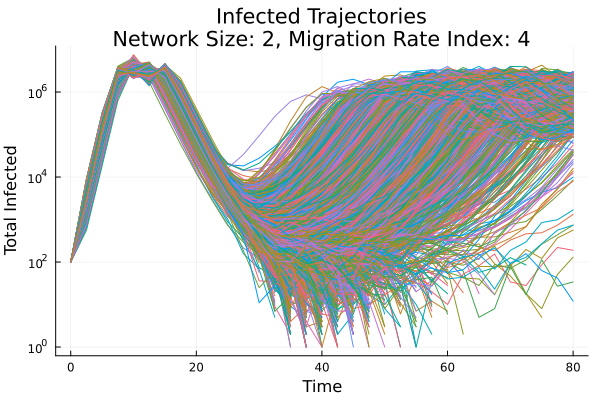 Infected Trajectories
Network Size: 2, Migration Rate Index: 4
Total Infected
10^6
10^4
10^2
10^0
0 20 40 60 80
Time